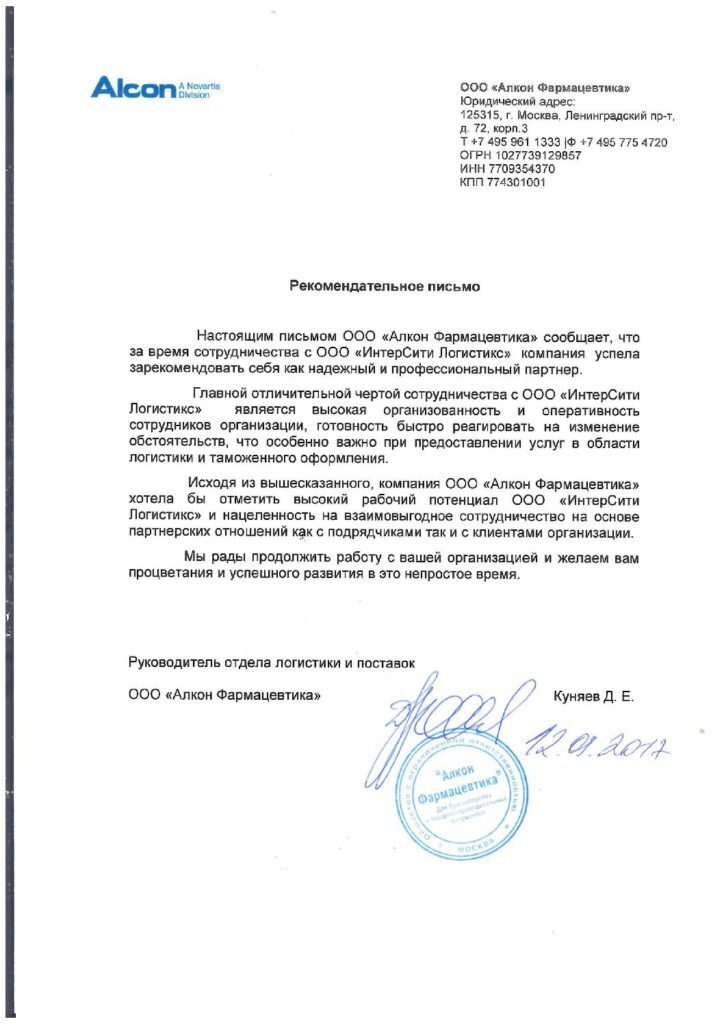 Alcon A Novartis
Division
ООО «Алкон Фармацевтика»
Юридический адрес:
125315, г. Москва, Ленинградский пр-т,
д. 72, корп.3
Т +7 495 961 1333 |Ф +7 495 775 4720
ОГРН 1027739129857
ИНН 7709354370
КПП 774301001
Рекомендательное письмо
Настоящим письмом ООО «Алкон Фармацевтика» сообщает, что
за время сотрудничества с ООО «ИнтерСити Логистикс» компания успела
зарекомендовать себя как надежный и профессиональный партнер.
Главной отличительной чертой сотрудничества с ООО «ИнтерСити
Логистикс» является высокая организованность и оперативность
сотрудников организации, готовность быстро реагировать на изменение
обстоятельств, что особенно важно при предоставлении услуг в области
логистики и таможенного оформления.
Исходя из вышесказанного, компания ООО «Алкон Фармацевтика»
хотела бы отметить высокий рабочий потенциал ООО «ИнтерСити
Логистикс» и нацеленность на взаимовыгодное сотрудничество на основе
партнерских отношений как с подрядчиками так и с клиентами организации.
Мы рады продолжить работу с вашей организацией и желаем вам
процветания и успешного развития в это непростое время.
Руководитель отдела логистики и поставок
ООО «Алкон Фармацевтика»
Куняев Д. Е.
12.01.2017
Общество с ограниченной ответственностью
"Алкон
Фармацевтика"
Для бухгалтерских
и товаросопроводительных
документов
* МОСКВА *